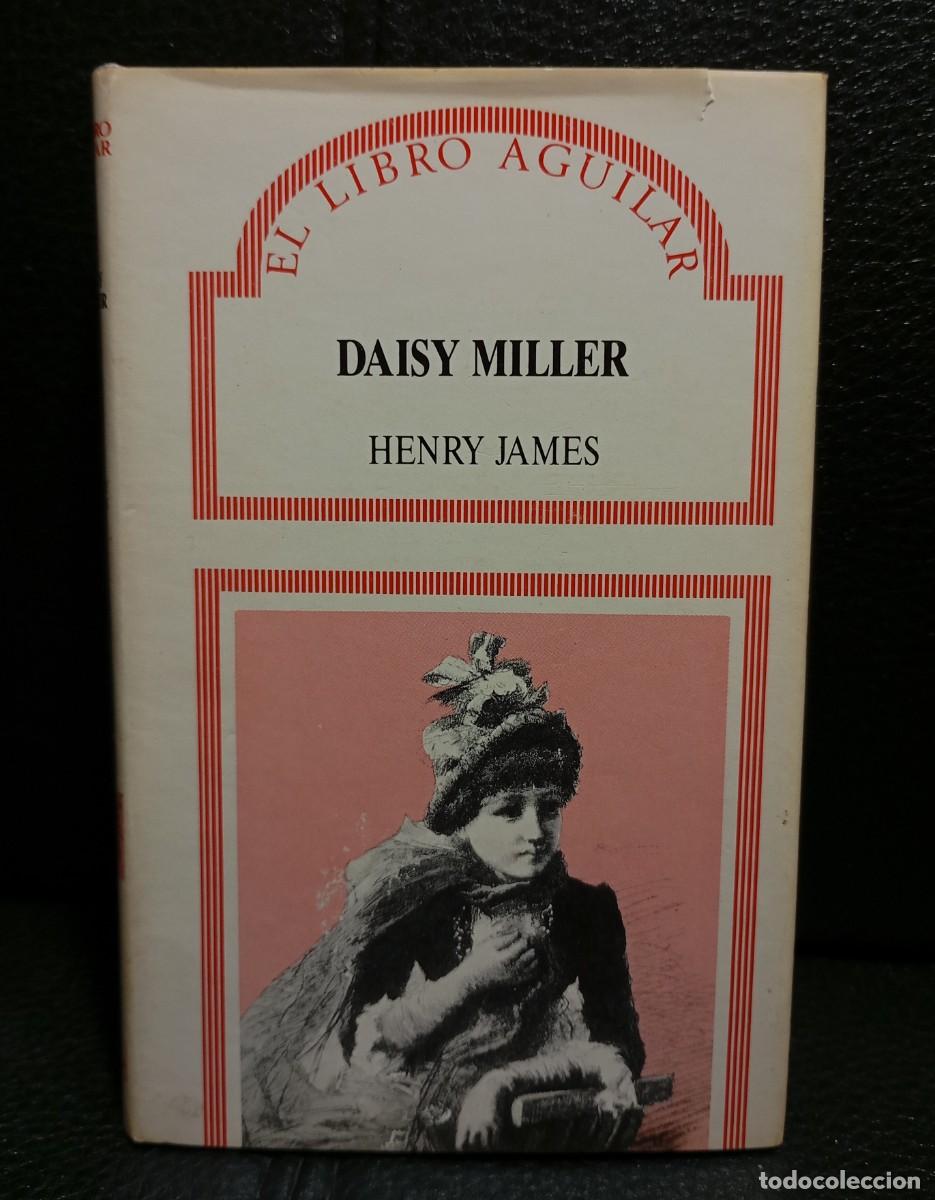 EL LIBRO AGUILAR
DAISY MILLER
HENRY JAMES
todocoleccion